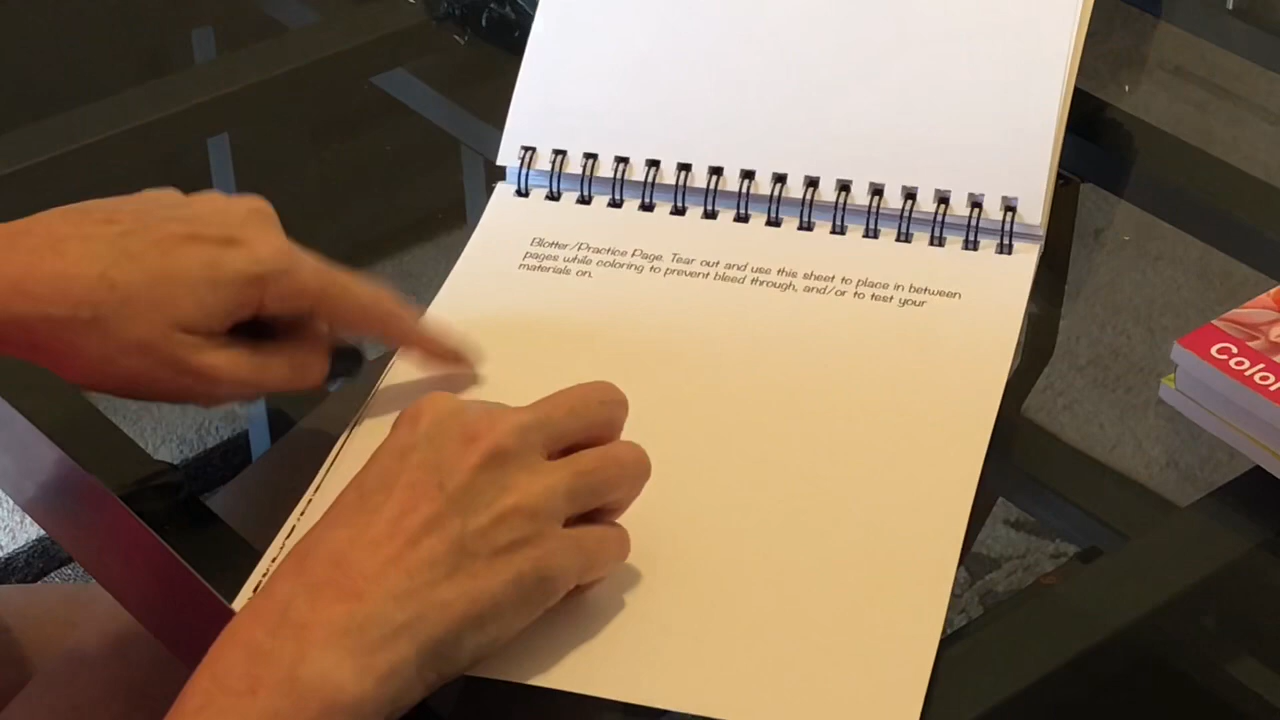 Blotter/Practice Page. Tear out and use this sheet to place in between
pages while coloring to prevent bleed through, and/or to test your
materials on.
Color